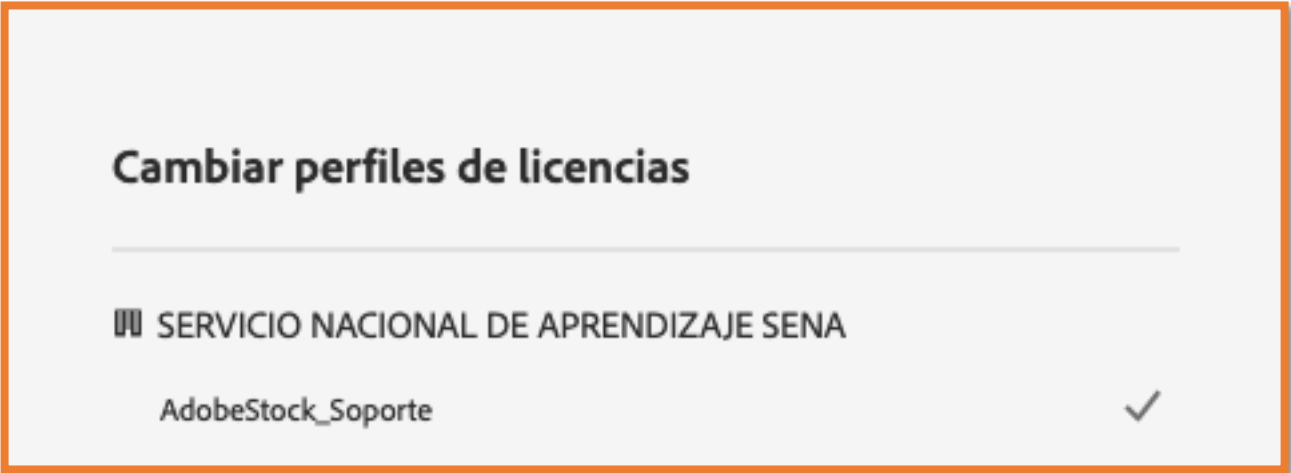 Cambiar perfiles de licencias
SERVICIO NACIONAL DE APRENDIZAJE SENA
AdobeStock_Soporte